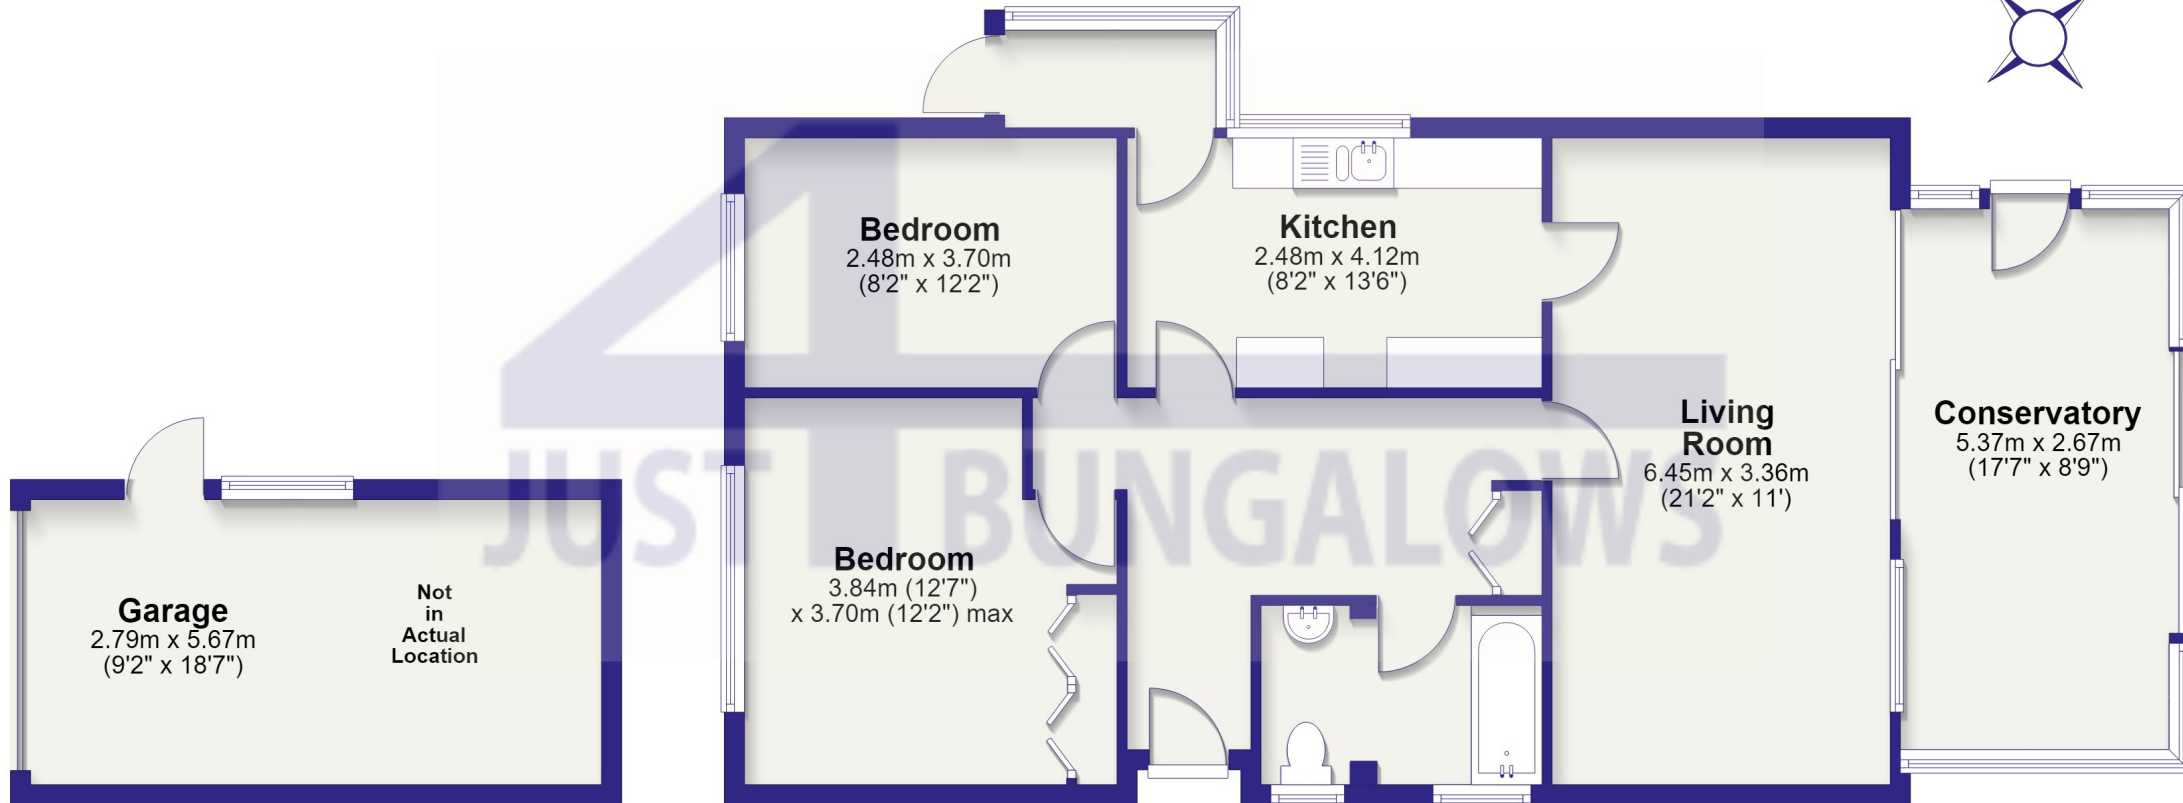 Bedroom
2.48m x 3.70m
(8'2" x 12'2")
Kitchen
2.48m x 4.12m
(8'2" x 13'6")
Living
Room
6.45m x 3.36m
(21'2" x 11')
Conservatory
5.37m x 2.67m
(17'7" x 8'9")
Bedroom
3.84m (12'7")
x 3.70m (12'2") max
Garage
2.79m x 5.67m
(9'2" x 18'7")
Not
in
Actual
Location
4
JUST BUNGALOWS